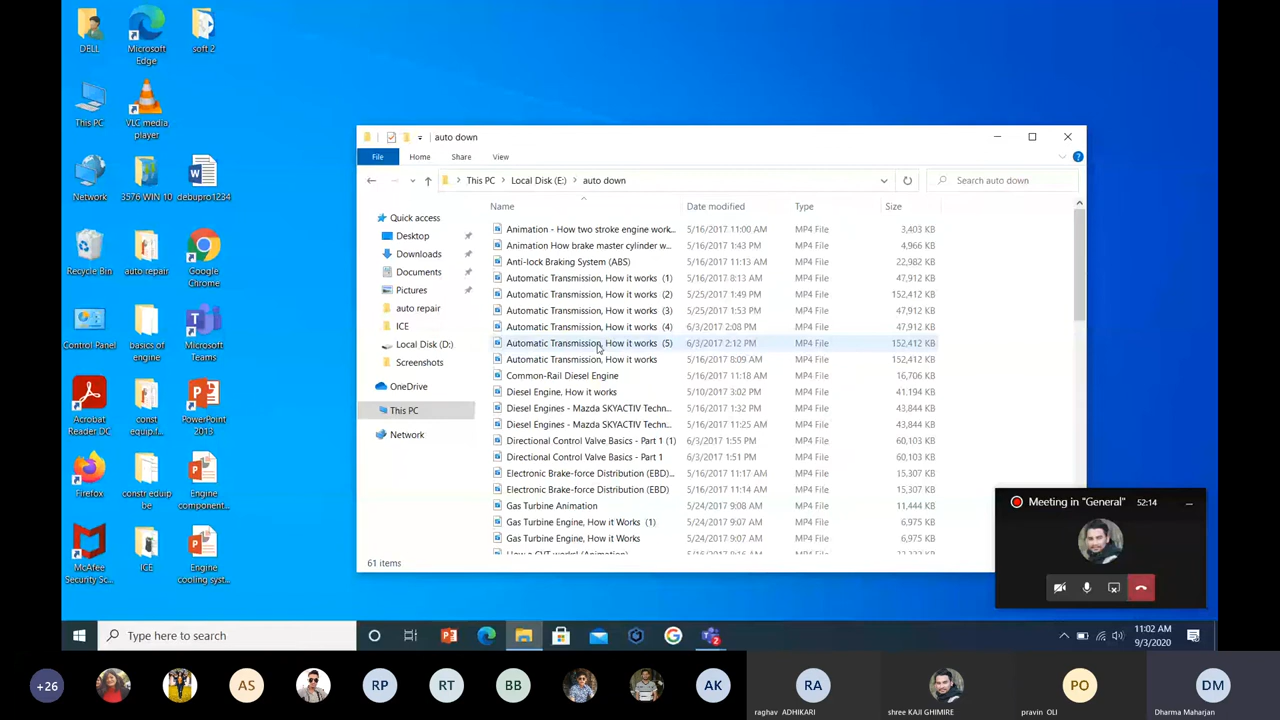 DELL
Microsoft Edge
soft 2
This PC
VLC media player
Network
3576 WIN 10
debupro1234
Recycle Bin
auto repair
Google Chrome
Control Panel
basics of engine
Microsoft Teams
Acrobat Reader DC
const equip.f...
PowerPoint 2013
Firefox
constr equip be
Engine component...
McAfee Security Sc...
ICE
Engine cooling syst...
auto down
File Home Share View
This PC > Local Disk (E:) > auto down
Search auto down
Quick access
Desktop
Downloads
Documents
Pictures
auto repair
ICE
Local Disk (D:)
Screenshots
OneDrive
This PC
Network
Name Date modified Type Size
Animation - How two stroke engine work... 5/16/2017 11:00 AM MP4 File 3,403 KB
Animation How brake master cylinder w... 5/16/2017 1:43 PM MP4 File 4,966 KB
Anti-lock Braking System (ABS) 5/16/2017 11:13 AM MP4 File 22,982 KB
Automatic Transmission, How it works (1) 5/16/2017 8:13 AM MP4 File 47,912 KB
Automatic Transmission, How it works (2) 5/25/2017 1:49 PM MP4 File 152,412 KB
Automatic Transmission, How it works (3) 5/25/2017 1:53 PM MP4 File 47,912 KB
Automatic Transmission, How it works (4) 6/3/2017 2:08 PM MP4 File 47,912 KB
Automatic Transmission, How it works (5) 6/3/2017 2:12 PM MP4 File 152,412 KB
Automatic Transmission, How it works 5/16/2017 8:09 AM MP4 File 152,412 KB
Common-Rail Diesel Engine 5/16/2017 11:18 AM MP4 File 16,706 KB
Diesel Engine, How it works 5/10/2017 3:02 PM MP4 File 41,194 KB
Diesel Engines - Mazda SKYACTIV Techn... 5/16/2017 1:32 PM MP4 File 43,844 KB
Diesel Engines - Mazda SKYACTIV Techn... 5/16/2017 11:25 AM MP4 File 43,844 KB
Directional Control Valve Basics - Part 1 (1) 6/3/2017 1:55 PM MP4 File 60,103 KB
Directional Control Valve Basics - Part 1 6/3/2017 1:51 PM MP4 File 60,103 KB
Electronic Brake-force Distribution (EBD)... 5/16/2017 11:17 AM MP4 File 15,307 KB
Electronic Brake-force Distribution (EBD) 5/16/2017 11:14 AM MP4 File 15,307 KB
Gas Turbine Animation 5/24/2017 9:08 AM MP4 File 11,444 KB
Gas Turbine Engine, How it Works (1) 5/24/2017 9:07 AM MP4 File 6,975 KB
Gas Turbine Engine, How it Works 5/24/2017 9:07 AM MP4 File 6,975 KB
61 items
Meeting in "General" 52:14
Type here to search
2
11:02 AM
9/3/2020
+26 AS RP RT BB AK RA PO DM
raghav ADHIKARI
shree KAJI GHIMIRE
pravin OLI
Dharma Maharjan